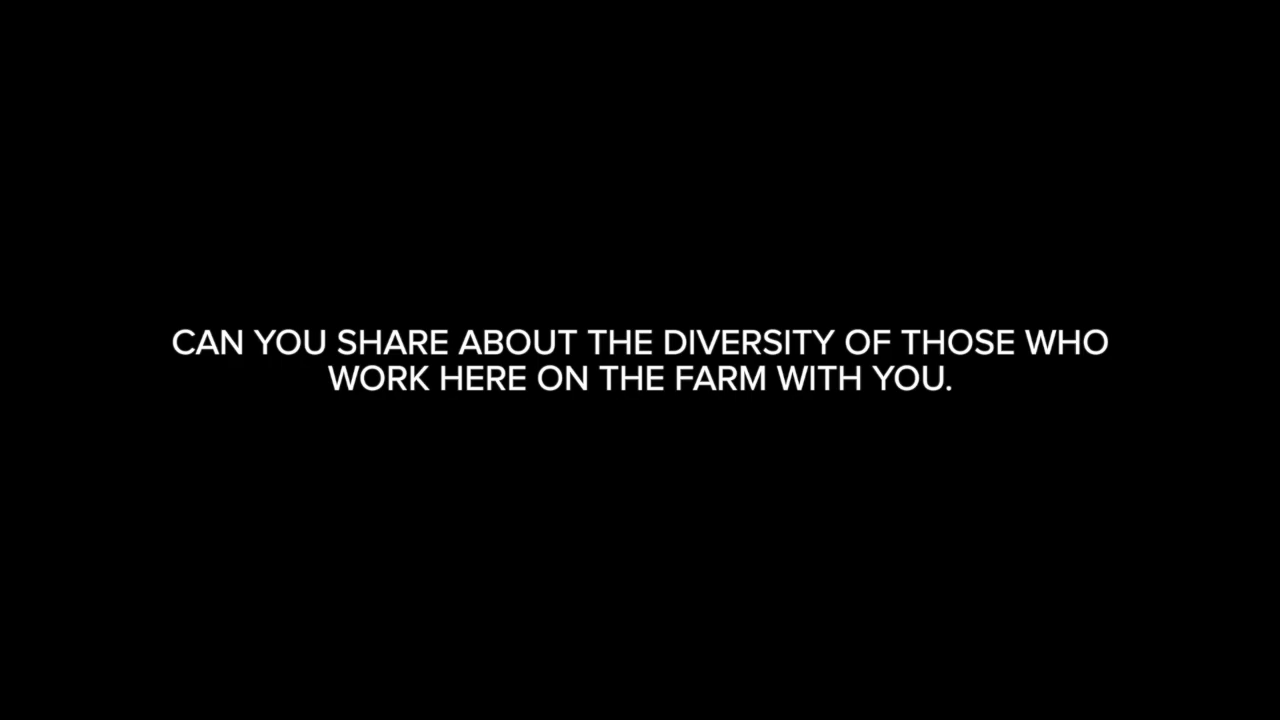 CAN YOU SHARE ABOUT THE DIVERSITY OF THOSE WHO
WORK HERE ON THE FARM WITH YOU.